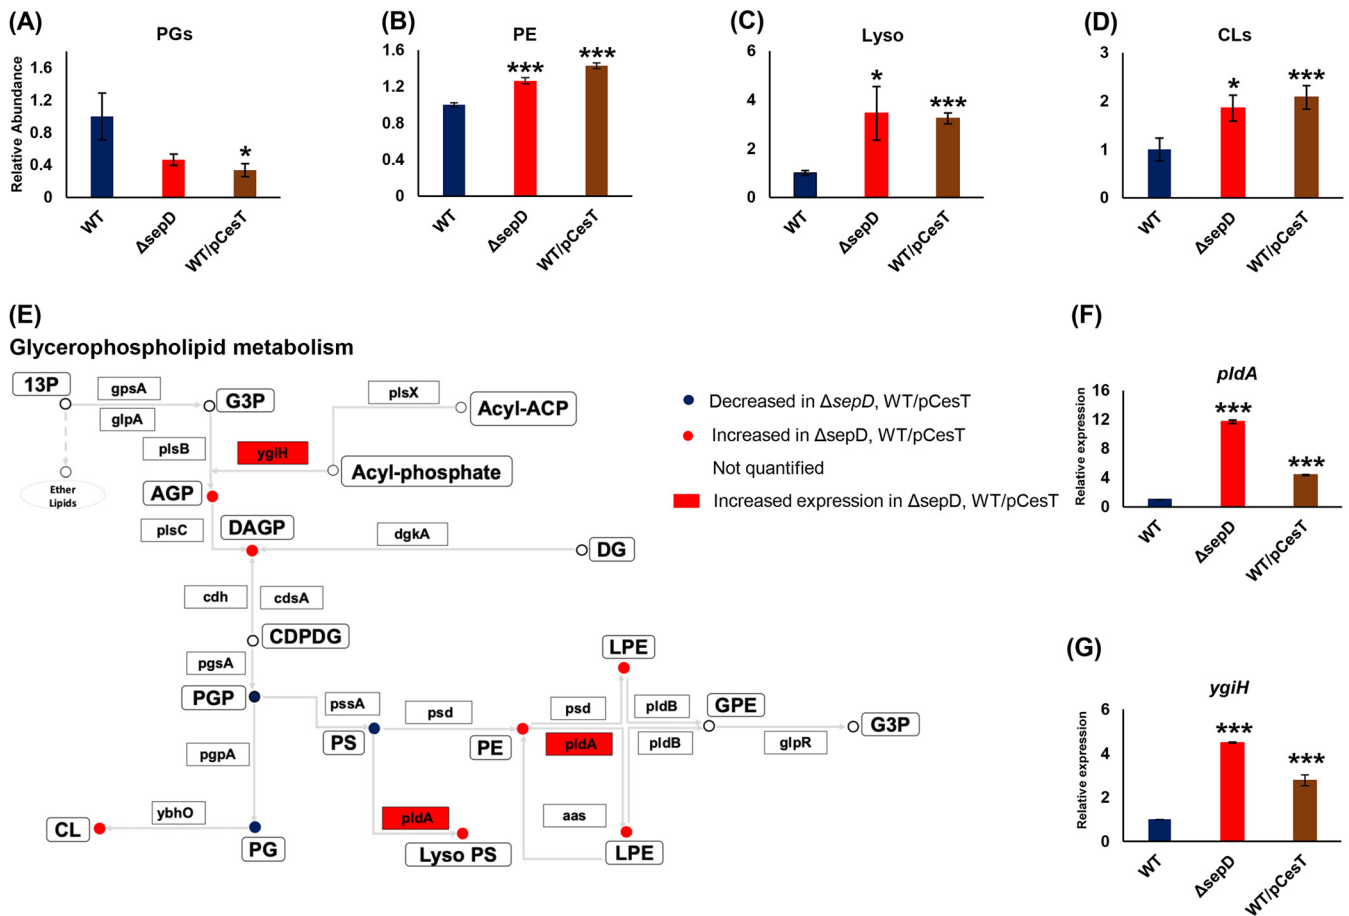 (A)
PGs
Relative Abundance
1.6
1.2
0.8
0.4
0
*
WT
ΔsepD
WT/pCesT
(B)
PE
1.6
1.2
0.8
0.4
0
***
***
WT
ΔsepD
WT/pCesT
(C)
Lyso
6
4
2
0
*
***
WT
ΔsepD
WT/pCesT
(D)
CLs
3
2
1
0
*
***
WT
ΔsepD
WT/pCesT
(E)
Glycerophospholipid metabolism
13P
gpsA
glpA
G3P
plsX
Acyl-ACP
plsB
ygiH
Acyl-phosphate
Ether
Lipids
AGP
plsC
DAGP
dgkA
DG
cdh
cdsA
CDPDG
pgsA
PGP
pssA
PS
psd
PE
psd
pldA
LPE
pldB
pldB
GPE
glpR
G3P
pgpA
ybhO
CL
PG
pldA
Lyso PS
aas
LPE
Decreased in ΔsepD, WT/pCesT
Increased in ΔsepD, WT/pCesT
Not quantified
Increased expression in ΔsepD, WT/pCesT
(F)
pldA
Relative expression
16
12
8
4
0
***
***
WT
ΔsepD
WT/pCesT
(G)
ygiH
Relative expression
6
4
2
0
***
***
WT
ΔsepD
WT/pCesT